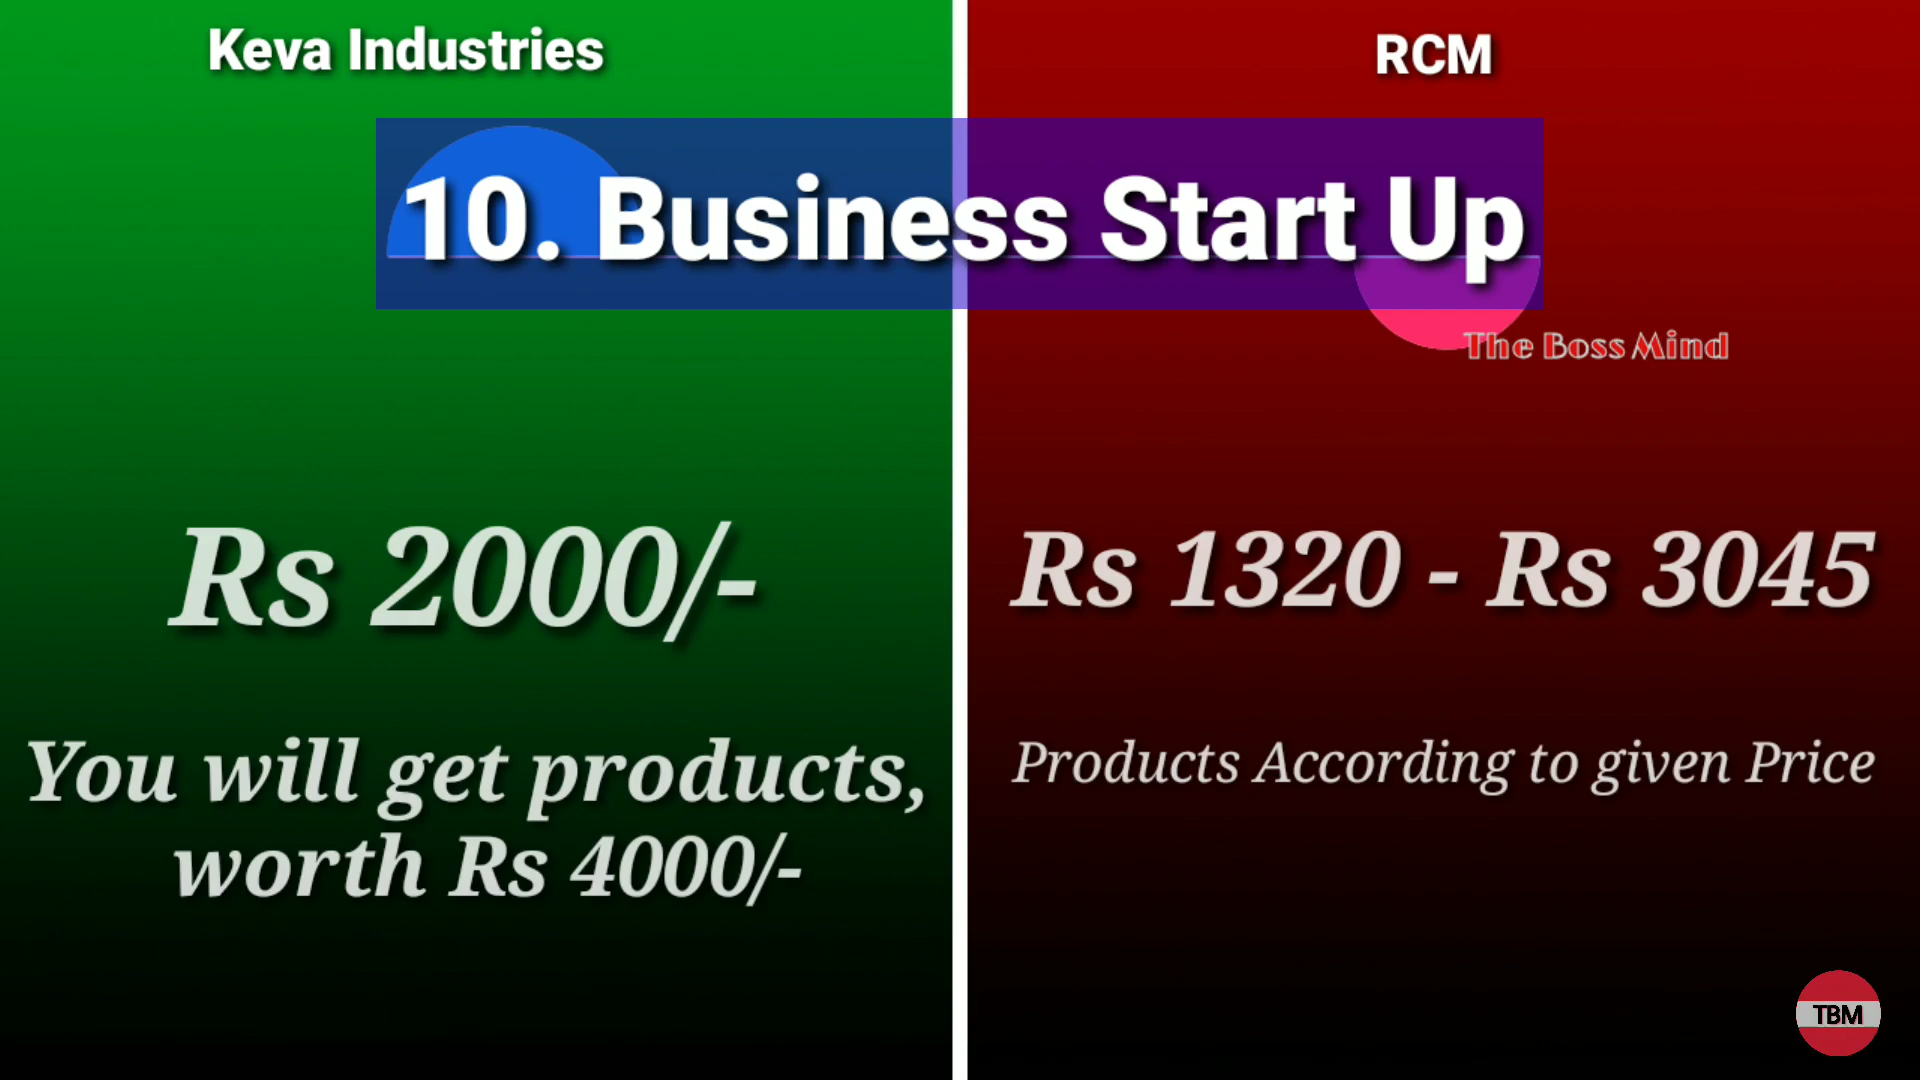 Keva Industries
RCM
10. Business Start Up
The Boss Mind
Rs 2000/-
Rs 1320 - Rs 3045
You will get products,
worth Rs 4000/-
Products According to given Price
TBM